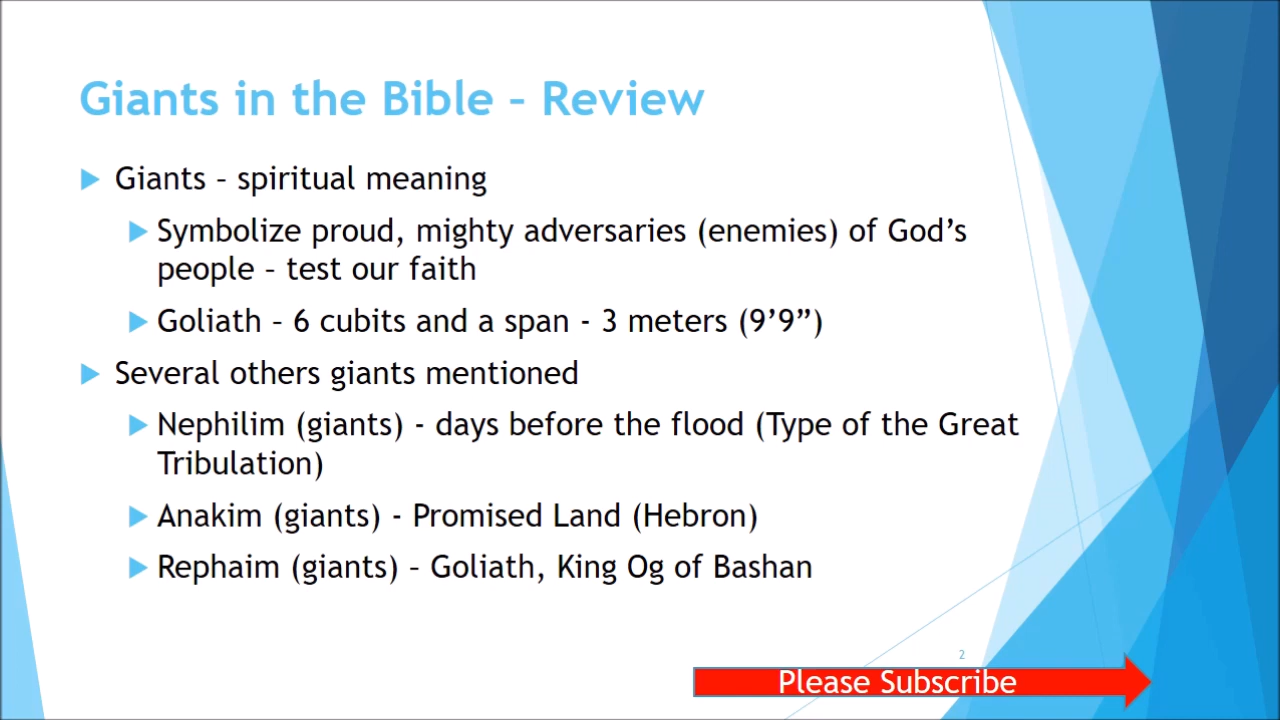 Giants in the Bible – Review
Giants – spiritual meaning
Symbolize proud, mighty adversaries (enemies) of God’s
people – test our faith
Goliath – 6 cubits and a span - 3 meters (9’9”)
Several others giants mentioned
Nephilim (giants) - days before the flood (Type of the Great
Tribulation)
Anakim (giants) - Promised Land (Hebron)
Rephaim (giants) – Goliath, King Og of Bashan
2
Please Subscribe